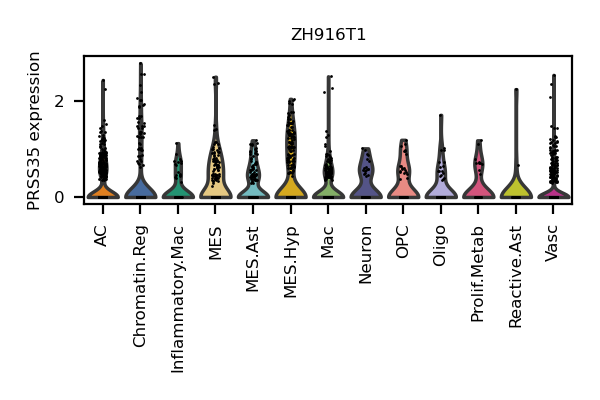 ZH916T1
PRSS35 expression
2
0
AC
Chromatin.Reg
Inflammatory.Mac
MES
MES.Ast
MES.Hyp
Mac
Neuron
OPC
Oligo
Prolif.Metab
Reactive.Ast
Vasc